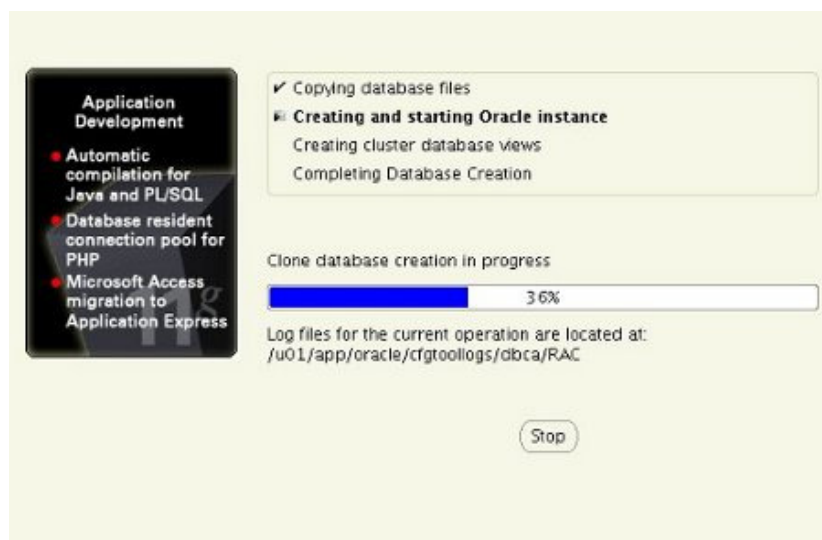 Application
Development
Automatic
compilation for
Java and PL/SQL
Database resident
connection pool for
PHP
Microsoft Access
migration to
Application Express
11g
✔ Copying database files
Creating and starting Oracle instance
Creating cluster database views
Completing Database Creation
Clone database creation in progress
36%
Log files for the current operation are located at:
/u01/app/oracle/cfgtoollogs/dbca/RAC
Stop